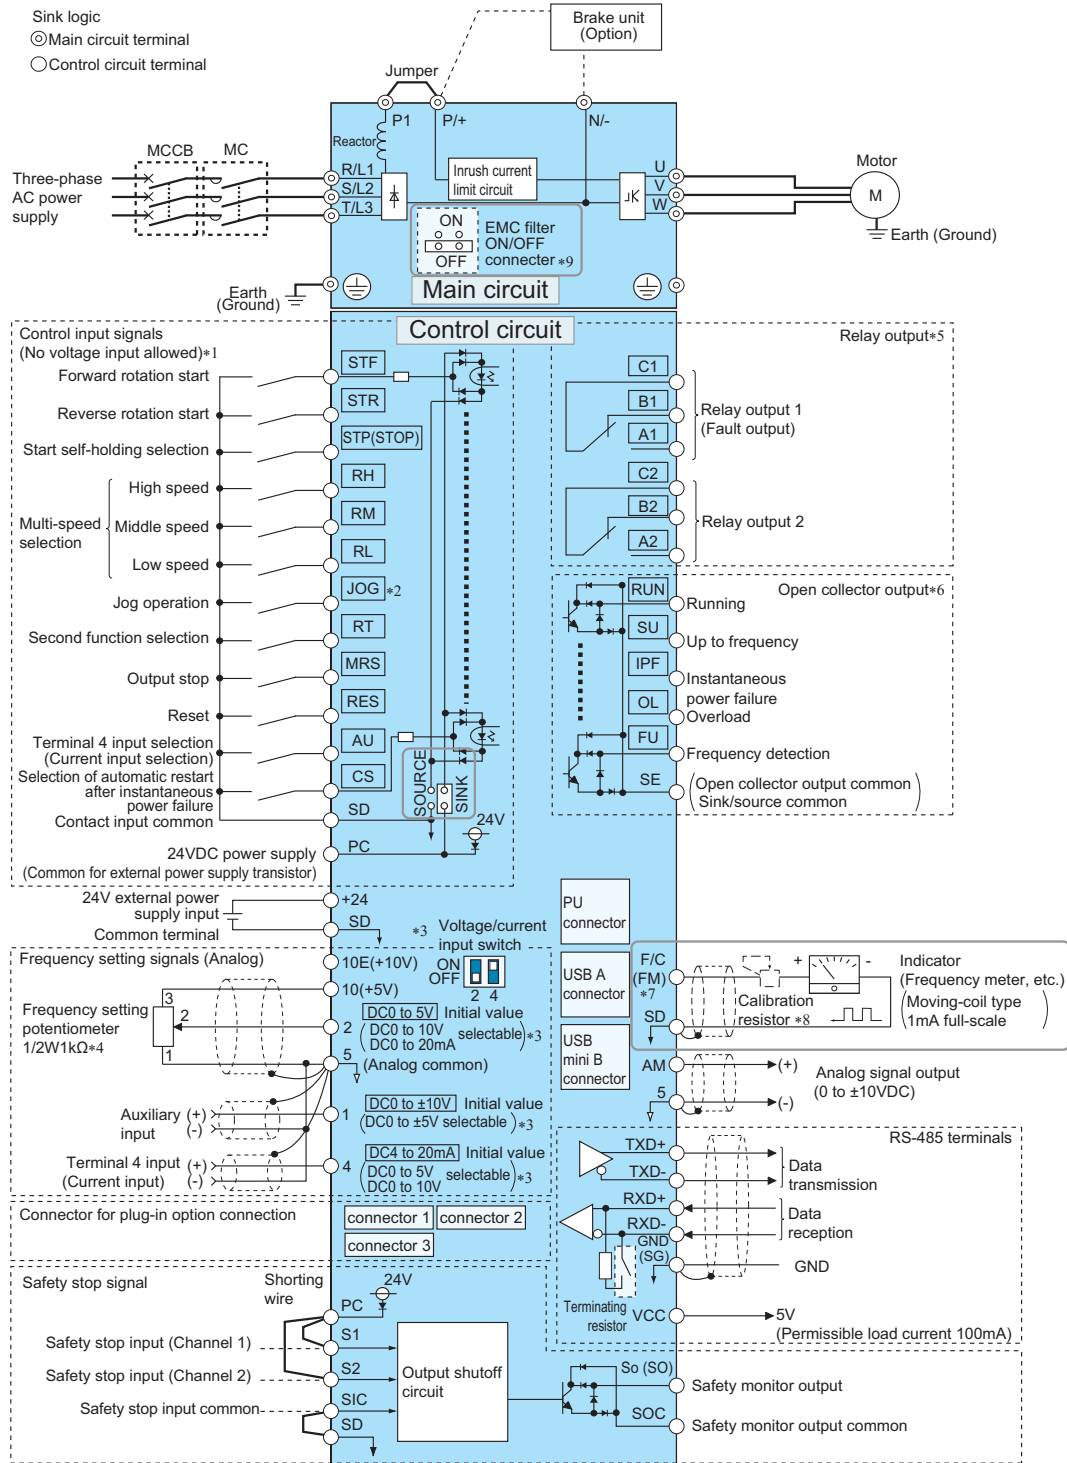 Sink logic
Main circuit terminal
Control circuit terminal
Brake unit
(Option)
Jumper
P1
P/+
N/-
Reactor
MCCB
MC
Three-phase
AC power
supply
R/L1
S/L2
T/L3
Inrush current
limit circuit
U
V
W
Motor
M
Earth (Ground)
ON
OFF
EMC filter
ON/OFF
connecter *9
Earth
(Ground)
Main circuit
Control circuit
Control input signals
(No voltage input allowed)*1
Forward rotation start
STF
Reverse rotation start
STR
Start self-holding selection
STP(STOP)
Multi-speed
selection
High speed
RH
Middle speed
RM
Low speed
RL
Jog operation
JOG *2
Second function selection
RT
Output stop
MRS
Reset
RES
Terminal 4 input selection
(Current input selection)
AU
Selection of automatic restart
after instantaneous
power failure
CS
SOURCE
SINK
Contact input common
SD
24V
24VDC power supply
(Common for external power supply transistor)
PC
Relay output*5
C1
B1
A1
Relay output 1
(Fault output)
C2
B2
A2
Relay output 2
Open collector output*6
RUN
Running
SU
Up to frequency
IPF
Instantaneous
power failure
OL
Overload
FU
Frequency detection
SE
(Open collector output common
Sink/source common)
24V external power
supply input
+24
Common terminal
SD
PU
connector
USB A
connector
USB
mini B
connector
*3 Voltage/current
input switch
ON
OFF
2 4
Frequency setting signals (Analog)
10E(+10V)
10(+5V)
Frequency setting
potentiometer
1/2W1kΩ*4
3
2
1
2
DC0 to 5V Initial value
(DC0 to 10V
DC0 to 20mA selectable)*3
5
(Analog common)
Auxiliary
input
(+)
(-)
1
DC0 to ±10V Initial value
(DC0 to ±5V selectable)*3
Terminal 4 input
(Current input)
(+)
(-)
4
DC4 to 20mA Initial value
(DC0 to 5V
DC0 to 10V selectable)*3
F/C
(FM)
*7
SD
+
-
Calibration
resistor *8
Indicator
(Frequency meter, etc.)
(Moving-coil type
1mA full-scale)
AM
(+)
5
(-)
Analog signal output
(0 to ±10VDC)
RS-485 terminals
TXD+
TXD-
Data
transmission
RXD+
RXD-
Data
reception
GND
(SG)
GND
Terminating
resistor
VCC
5V
(Permissible load current 100mA)
Connector for plug-in option connection
connector 1
connector 2
connector 3
Safety stop signal
Shorting
wire
24V
PC
Safety stop input (Channel 1)
S1
Safety stop input (Channel 2)
S2
Safety stop input common
SIC
SD
Output shutoff
circuit
So (SO)
Safety monitor output
SOC
Safety monitor output common